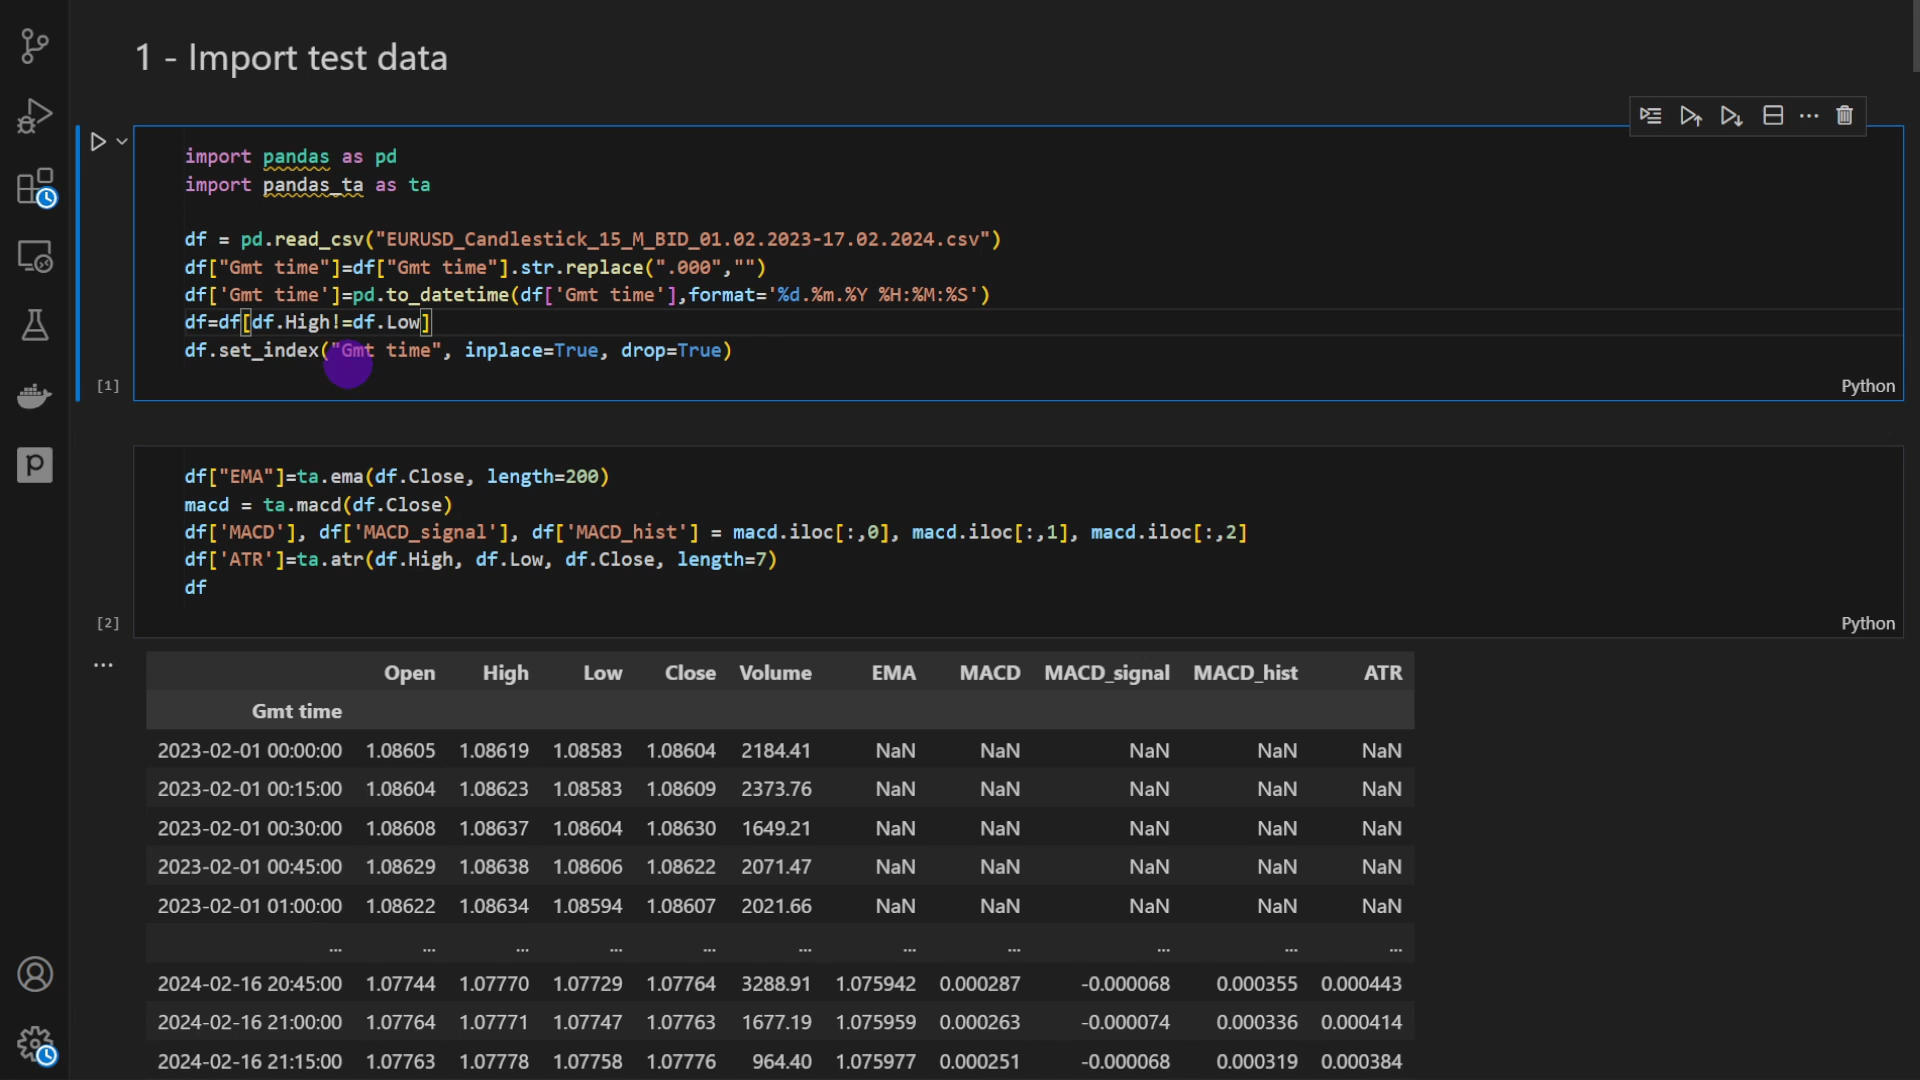 1 - Import test data
import pandas as pd
import pandas_ta as ta
df = pd.read_csv("EURUSD_Candlestick_15_M_BID_01.02.2023-17.02.2024.csv")
df["Gmt time"]=df["Gmt time"].str.replace(".000","")
df['Gmt time']=pd.to_datetime(df['Gmt time'],format='%d.%m.%Y %H:%M:%S')
df=df[df.High!=df.Low]
df.set_index("Gmt time", inplace=True, drop=True)
[1]
Python
df["EMA"]=ta.ema(df.Close, length=200)
macd = ta.macd(df.Close)
df['MACD'], df['MACD_signal'], df['MACD_hist'] = macd.iloc[:,0], macd.iloc[:,1], macd.iloc[:,2]
df['ATR']=ta.atr(df.High, df.Low, df.Close, length=7)
df
[2]
Python
... Open High Low Close Volume EMA MACD MACD_signal MACD_hist ATR
Gmt time
2023-02-01 00:00:00 1.08605 1.08619 1.08583 1.08604 2184.41 NaN NaN NaN NaN NaN
2023-02-01 00:15:00 1.08604 1.08623 1.08583 1.08609 2373.76 NaN NaN NaN NaN NaN
2023-02-01 00:30:00 1.08608 1.08637 1.08604 1.08630 1649.21 NaN NaN NaN NaN NaN
2023-02-01 00:45:00 1.08629 1.08638 1.08606 1.08622 2071.47 NaN NaN NaN NaN NaN
2023-02-01 01:00:00 1.08622 1.08634 1.08594 1.08607 2021.66 NaN NaN NaN NaN NaN
... ... ... ... ... ... ... ... ... ... ...
2024-02-16 20:45:00 1.07744 1.07770 1.07729 1.07764 3288.91 1.075942 0.000287 -0.000068 0.000355 0.000443
2024-02-16 21:00:00 1.07764 1.07771 1.07747 1.07763 1677.19 1.075959 0.000263 -0.000074 0.000336 0.000414
2024-02-16 21:15:00 1.07763 1.07778 1.07758 1.07776 964.40 1.075977 0.000251 -0.000068 0.000319 0.000384